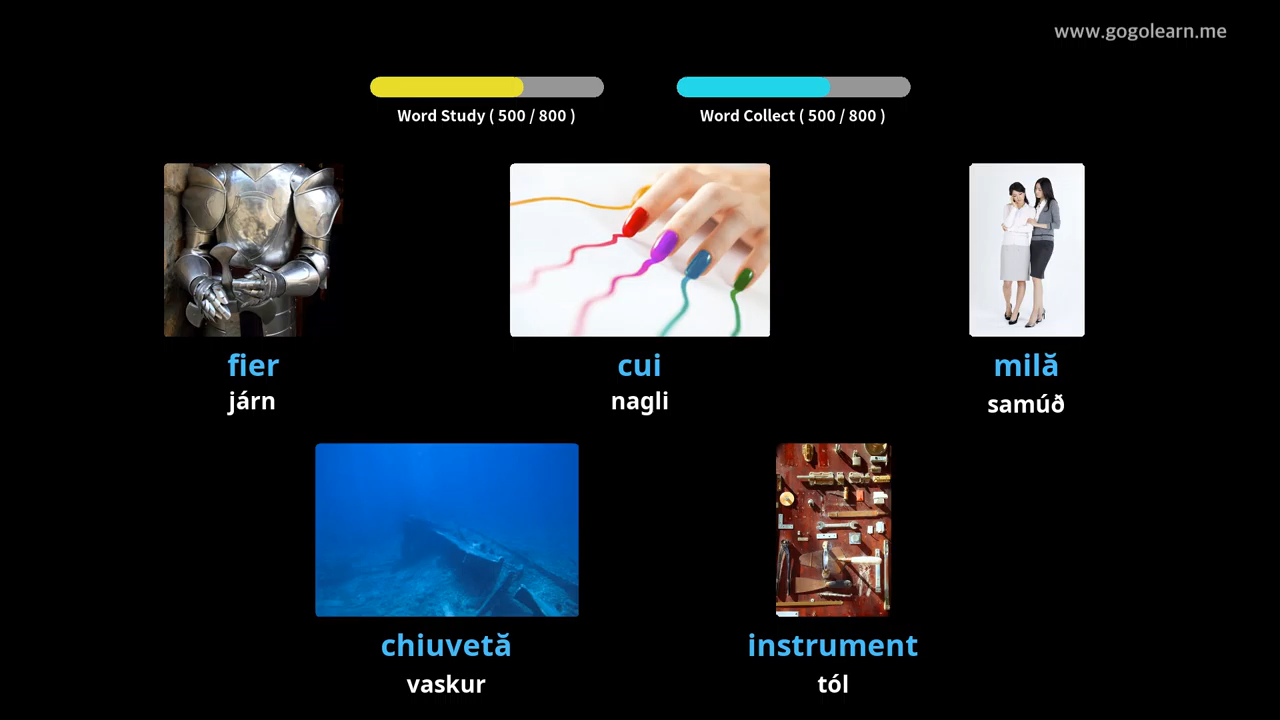 www.gogolearn.me
Word Study ( 500 / 800 )
Word Collect ( 500 / 800 )
fier
járn
cui
nagli
milă
samúð
chiuvetă
vaskur
instrument
tól